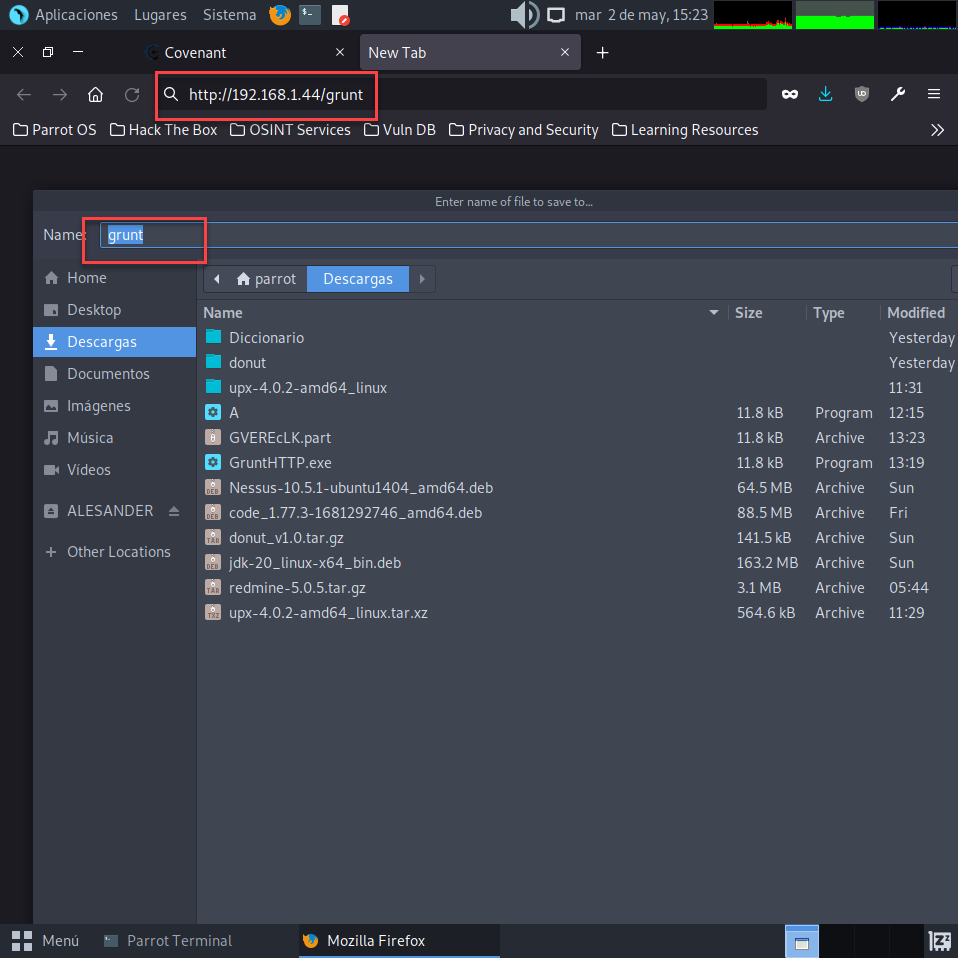 Aplicaciones Lugares Sistema mar 2 de may, 15:23
Covenant New Tab
http://192.168.1.44/grunt
Parrot OS Hack The Box OSINT Services Vuln DB Privacy and Security Learning Resources
Enter name of file to save to...
Name: grunt
Home
Desktop
Descargas
Documentos
Imágenes
Música
Vídeos
ALESANDER
Other Locations
parrot Descargas
Name Size Type Modified
Diccionario Yesterday
donut Yesterday
upx-4.0.2-amd64_linux 11:31
A 11.8 kB Program 12:15
GVEREcLK.part 11.8 kB Archive 13:23
GruntHTTP.exe 11.8 kB Program 13:19
Nessus-10.5.1-ubuntu1404_amd64.deb 64.5 MB Archive Sun
code_1.77.3-1681292746_amd64.deb 88.5 MB Archive Fri
donut_v1.0.tar.gz 141.5 kB Archive Sun
jdk-20_linux-x64_bin.deb 163.2 MB Archive Sun
redmine-5.0.5.tar.gz 3.1 MB Archive 05:44
upx-4.0.2-amd64_linux.tar.xz 564.6 kB Archive 11:29
Menú Parrot Terminal Mozilla Firefox